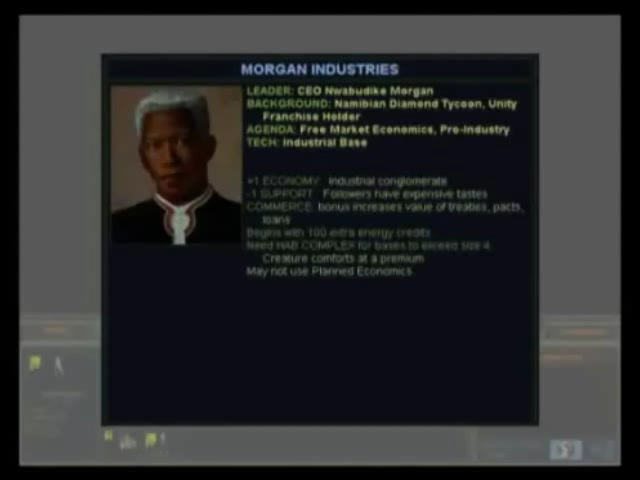 MORGAN INDUSTRIES
LEADER: CEO Nwabudike Morgan
BACKGROUND: Namibian Diamond Tycoon, Unity
Franchise Holder
AGENDA: Free Market Economics, Pro-Industry
TECH: Industrial Base
+1 ECONOMY: Industrial conglomerate
-1 SUPPORT: Followers have expensive tastes
COMMERCE: bonus increases value of treaties, pacts,
loans
Begins with 100 extra energy credits
Need HAB COMPLEX for bases to exceed size 4
Creature comforts at a premium
May not use Planned Economics